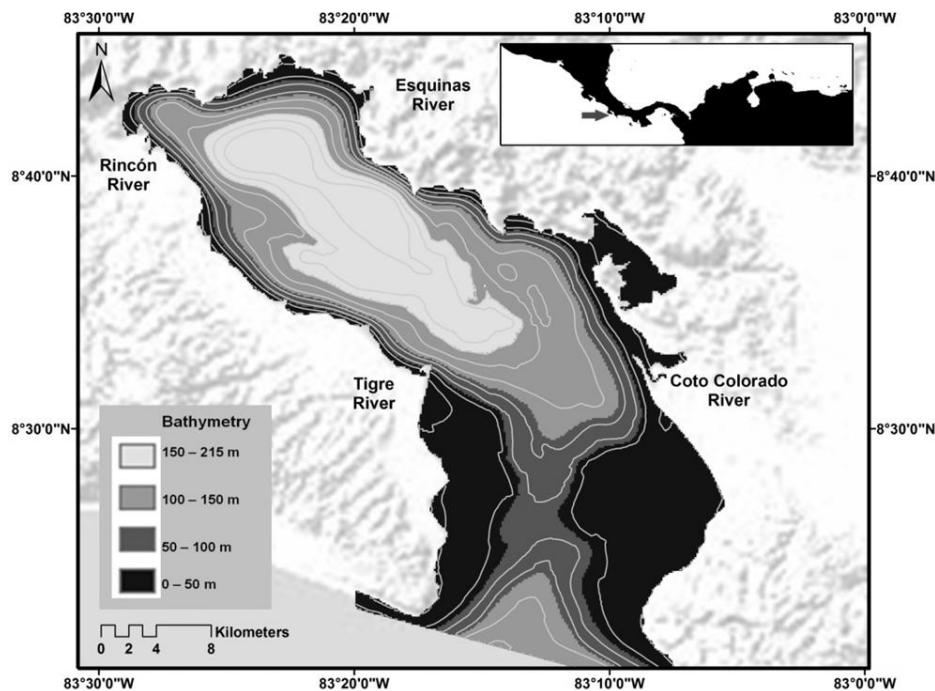 83°30'0"W 83°20'0"W 83°10'0"W 83°0'0"W
N
Esquinas
River
Rincón
River
8°40'0"N 8°40'0"N
Tigre
River
Coto Colorado
River
8°30'0"N 8°30'0"N
Bathymetry
150 – 215 m
100 – 150 m
50 – 100 m
0 – 50 m
Kilometers
0 2 4 8
83°30'0"W 83°20'0"W 83°10'0"W 83°0'0"W